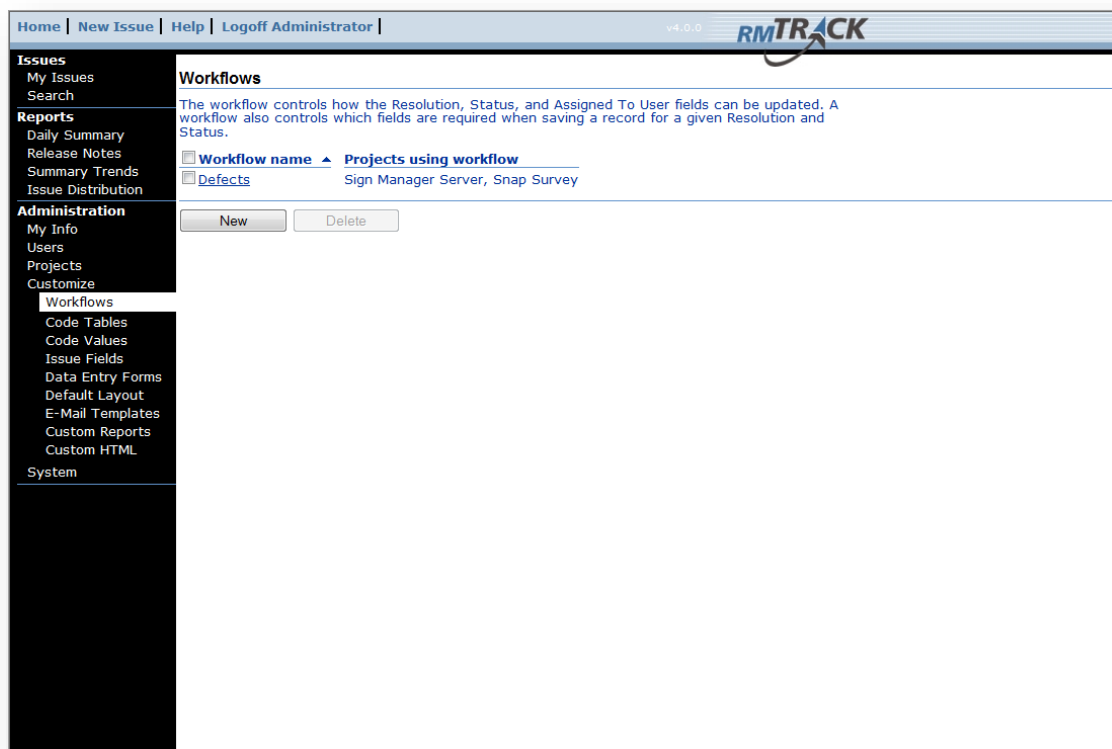 Home | New Issue | Help | Logoff Administrator |
v4.0.0
RMTRACK
Issues
My Issues
Search
Reports
Daily Summary
Release Notes
Summary Trends
Issue Distribution
Administration
My Info
Users
Projects
Customize
Workflows
Code Tables
Code Values
Issue Fields
Data Entry Forms
Default Layout
E-Mail Templates
Custom Reports
Custom HTML
System
Workflows
The workflow controls how the Resolution, Status, and Assigned To User fields can be updated. A
workflow also controls which fields are required when saving a record for a given Resolution and
Status.
Workflow name Projects using workflow
Defects Sign Manager Server, Snap Survey
New Delete